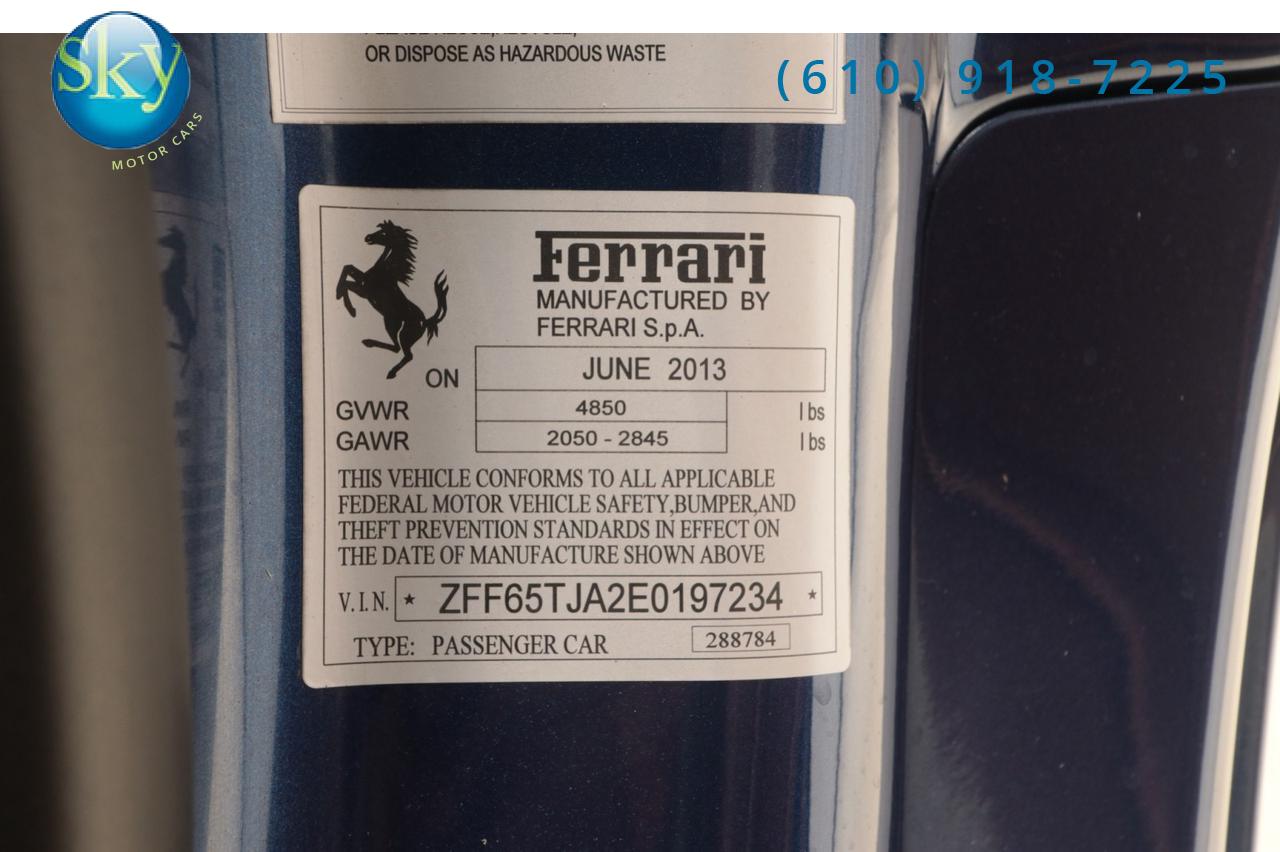 Sky
MOTOR CARS
(610) 918-7225
OR DISPOSE AS HAZARDOUS WASTE
Ferrari
MANUFACTURED BY
FERRARI S.p.A.
ON JUNE 2013
GVWR 4850 lbs
GAWR 2050 - 2845 lbs
THIS VEHICLE CONFORMS TO ALL APPLICABLE
FEDERAL MOTOR VEHICLE SAFETY,BUMPER,AND
THEFT PREVENTION STANDARDS IN EFFECT ON
THE DATE OF MANUFACTURE SHOWN ABOVE
V.I.N. * ZFF65TJA2E0197234 *
TYPE: PASSENGER CAR 288784